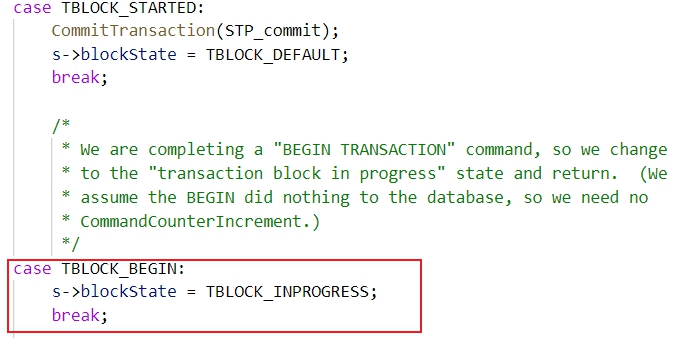 case TBLOCK_STARTED:
CommitTransaction(STP_commit);
s->blockState = TBLOCK_DEFAULT;
break;
/*
* We are completing a "BEGIN TRANSACTION" command, so we change
* to the "transaction block in progress" state and return.  (We
* assume the BEGIN did nothing to the database, so we need no
* CommandCounterIncrement.)
*/
case TBLOCK_BEGIN:
s->blockState = TBLOCK_INPROGRESS;
break;